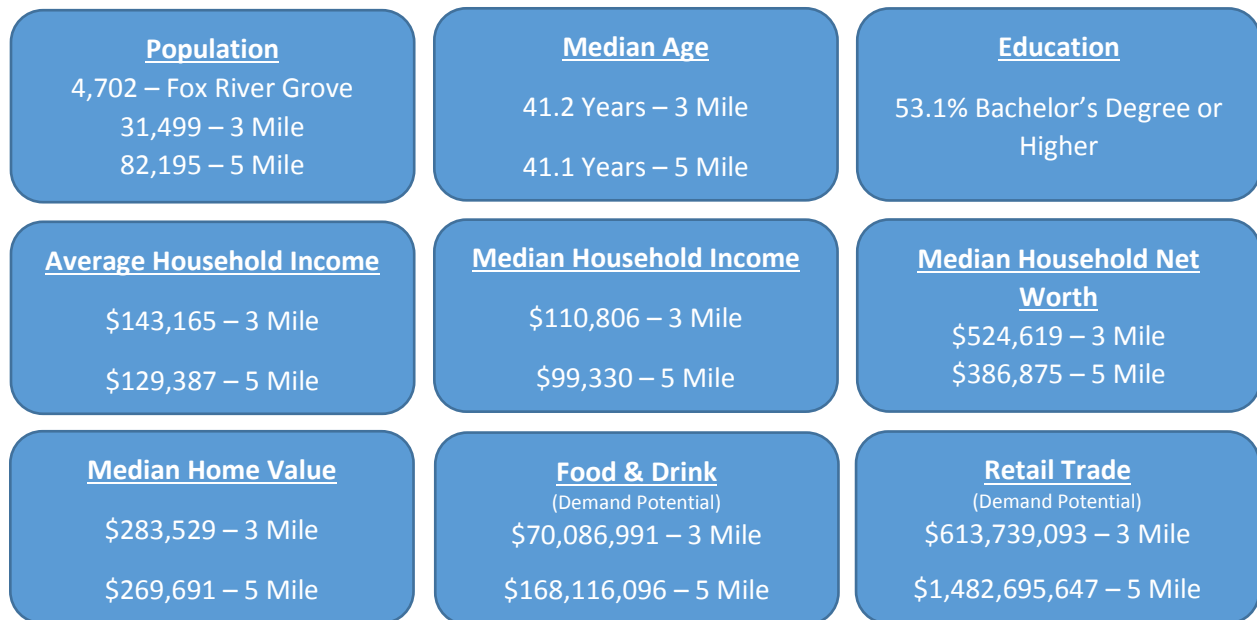 Population
4,702 – Fox River Grove
31,499 – 3 Mile
82,195 – 5 Mile
Median Age
41.2 Years – 3 Mile
41.1 Years – 5 Mile
Education
53.1% Bachelor’s Degree or
Higher
Average Household Income
$143,165 – 3 Mile
$129,387 – 5 Mile
Median Household Income
$110,806 – 3 Mile
$99,330 – 5 Mile
Median Household Net
Worth
$524,619 – 3 Mile
$386,875 – 5 Mile
Median Home Value
$283,529 – 3 Mile
$269,691 – 5 Mile
Food & Drink
(Demand Potential)
$70,086,991 – 3 Mile
$168,116,096 – 5 Mile
Retail Trade
(Demand Potential)
$613,739,093 – 3 Mile
$1,482,695,647 – 5 Mile